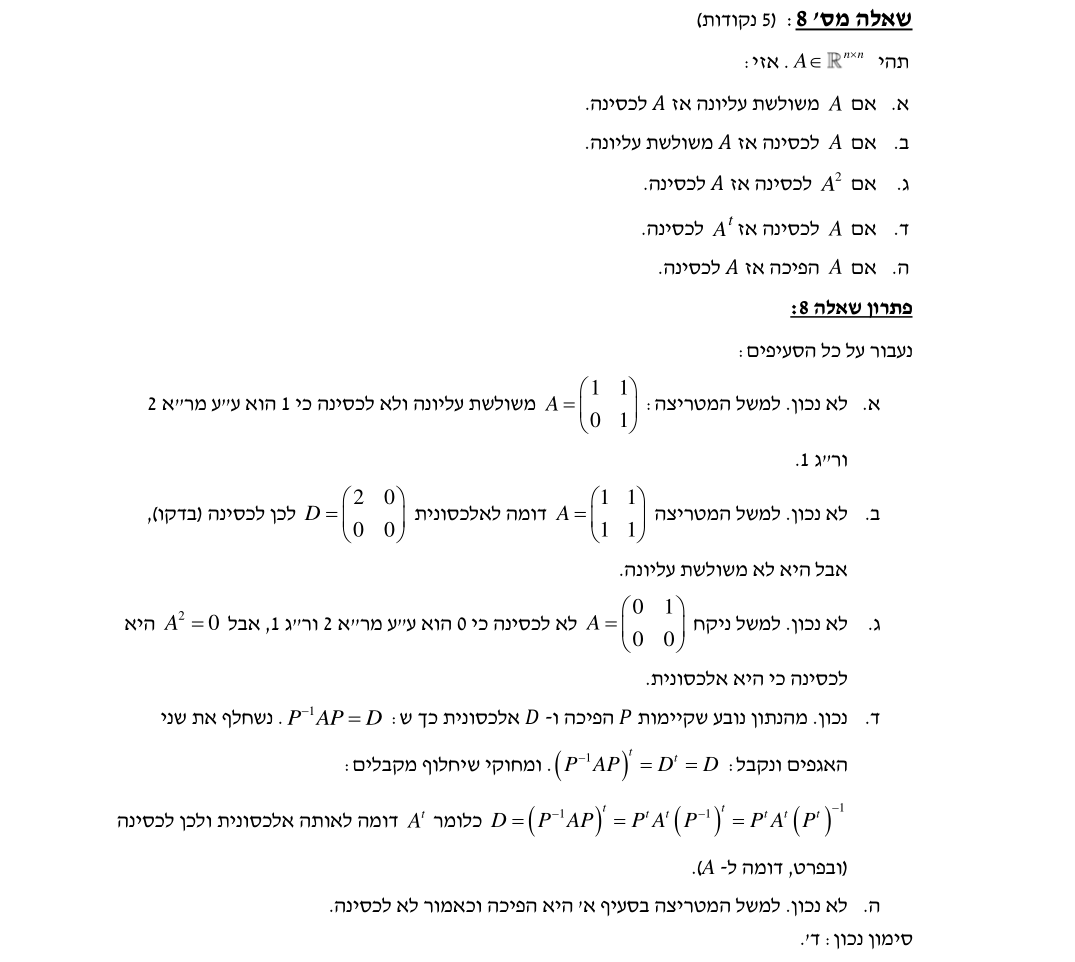 שאלה מס׳ 8 : (5 נקודות)
תהי A ∈ ℝⁿˣⁿ . אזי :
א. אם A משולשת עליונה אז A לכסינה.
ב. אם A לכסינה אז A משולשת עליונה.
ג. אם A² לכסינה אז A לכסינה.
ד. אם A לכסינה אז Aᵗ לכסינה.
ה. אם A הפיכה אז A לכסינה.
פתרון שאלה 8:
נעבור על כל הסעיפים :
א. לא נכון. למשל המטריצה : A = (1 1; 0 1) משולשת עליונה ולא לכסינה כי 1 הוא ע״ע מר״א 2
ור״ג 1.
ב. לא נכון. למשל המטריצה A = (1 1; 1 1) דומה לאלכסונית D = (2 0; 0 0) לכן לכסינה (בדקו),
אבל היא לא משולשת עליונה.
ג. לא נכון. למשל ניקח A = (0 1; 0 0) לא לכסינה כי 0 הוא ע״ע מר״א 2 ור״ג 1, אבל A² = 0 היא
לכסינה כי היא אלכסונית.
ד. נכון. מהנתון נובע שקיימות P הפיכה ו- D אלכסונית כך ש : P⁻¹AP = D . נשחלף את שני
האגפים ונקבל : (P⁻¹AP)ᵗ = Dᵗ = D . ומחוקי שיחלוף מקבלים :
D = (P⁻¹AP)ᵗ = PᵗAᵗ(P⁻¹)ᵗ = PᵗAᵗ(Pᵗ)⁻¹ כלומר Aᵗ דומה לאותה אלכסונית ולכן לכסינה
(ובפרט, דומה ל- A).
ה. לא נכון. למשל המטריצה בסעיף א׳ היא הפיכה וכאמור לא לכסינה.
סימון נכון : ד׳.